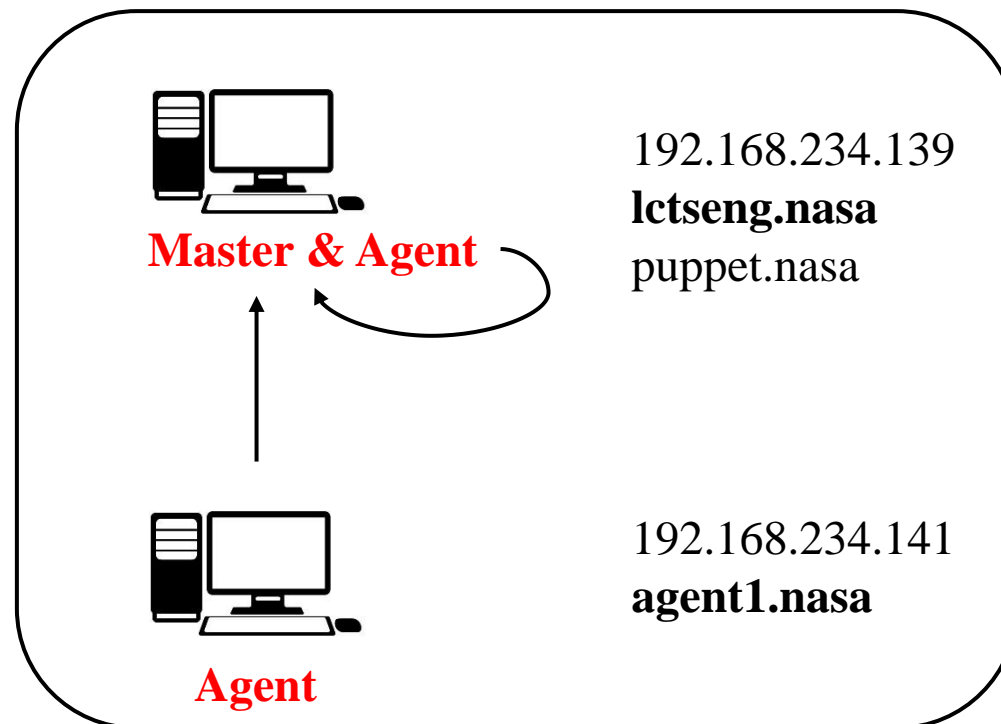 192.168.234.139
lctseng.nasa
puppet.nasa
Master & Agent
192.168.234.141
agent1.nasa
Agent